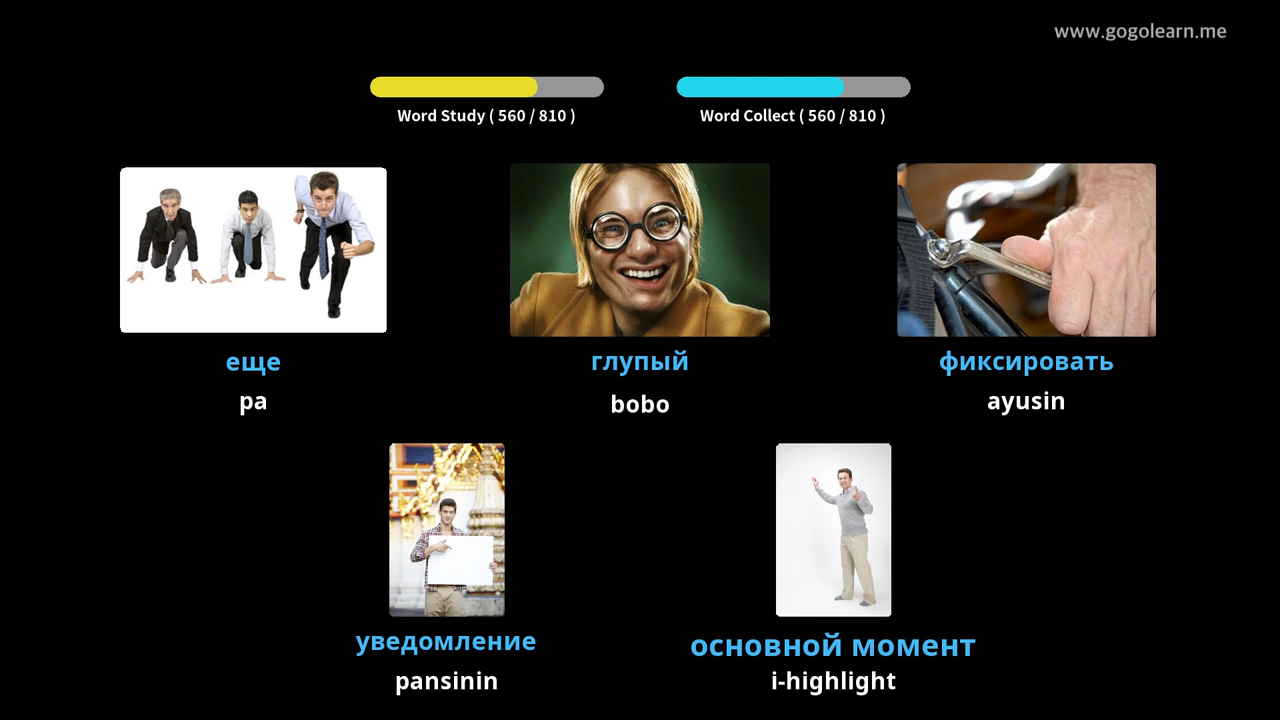 www.gogolearn.me
Word Study ( 560 / 810 )
Word Collect ( 560 / 810 )
еще
pa
глупый
bobo
фиксировать
ayusin
уведомление
pansinin
основной момент
i-highlight